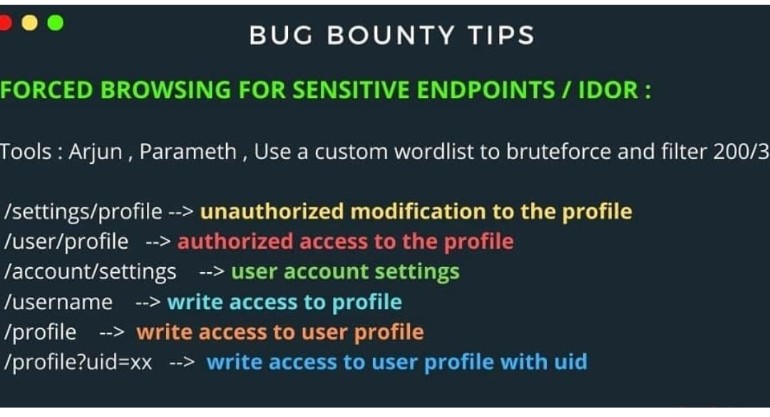 BUG BOUNTY TIPS
FORCED BROWSING FOR SENSITIVE ENDPOINTS / IDOR :
Tools : Arjun , Parameth , Use a custom wordlist to bruteforce and filter 200/3
/settings/profile --> unauthorized modification to the profile
/user/profile --> authorized access to the profile
/account/settings --> user account settings
/username --> write access to profile
/profile --> write access to user profile
/profile?uid=xx --> write access to user profile with uid